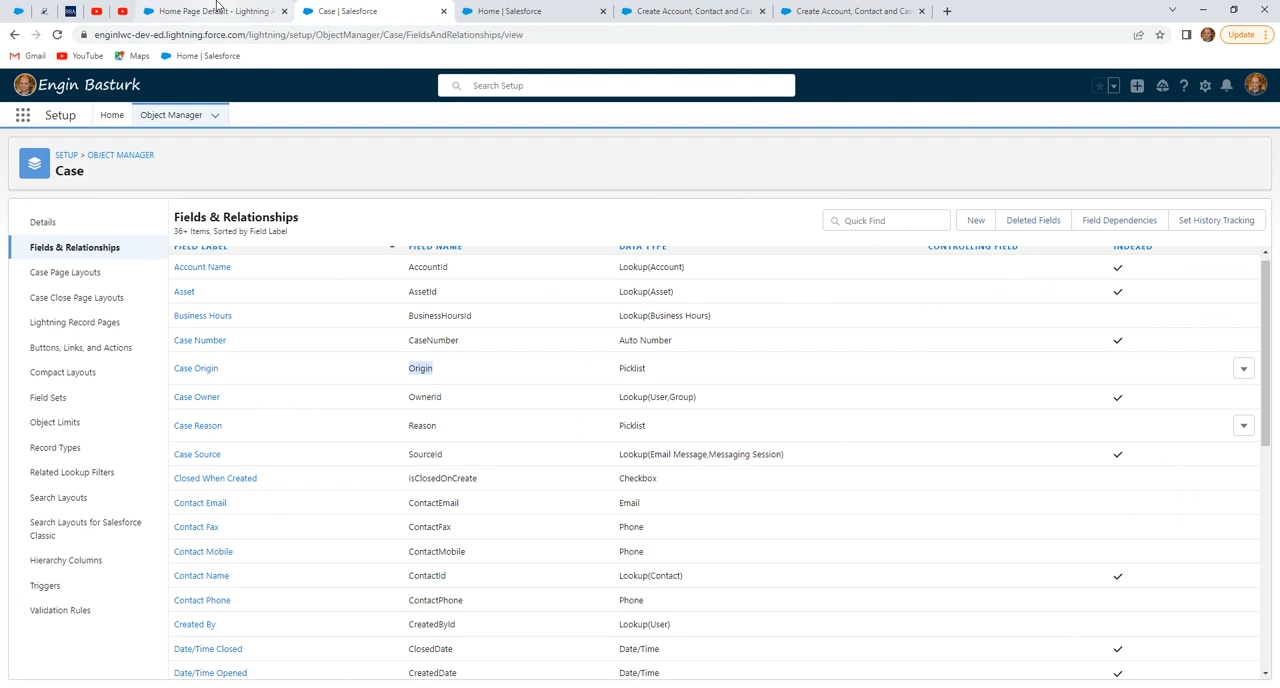 SSA
Home Page Default - Lightning A
Case | Salesforce
Home | Salesforce
Create Account, Contact and Cas
Create Account, Contact and Cas
enginlwc-dev-ed.lightning.force.com/lightning/setup/ObjectManager/Case/FieldsAndRelationships/view
Update
Gmail
YouTube
Maps
Home | Salesforce
Engin Basturk
Search Setup
Setup
Home
Object Manager
SETUP > OBJECT MANAGER
Case
Details
Fields & Relationships
Case Page Layouts
Case Close Page Layouts
Lightning Record Pages
Buttons, Links, and Actions
Compact Layouts
Field Sets
Object Limits
Record Types
Related Lookup Filters
Search Layouts
Search Layouts for Salesforce
Classic
Hierarchy Columns
Triggers
Validation Rules
Fields & Relationships
36+ Items, Sorted by Field Label
Quick Find
New
Deleted Fields
Field Dependencies
Set History Tracking
FIELD LABEL FIELD NAME DATA TYPE CONTROLLING FIELD INDEXED
Account Name AccountId Lookup(Account)
Asset AssetId Lookup(Asset)
Business Hours BusinessHoursId Lookup(Business Hours)
Case Number CaseNumber Auto Number
Case Origin Origin Picklist
Case Owner OwnerId Lookup(User,Group)
Case Reason Reason Picklist
Case Source SourceId Lookup(Email Message,Messaging Session)
Closed When Created IsClosedOnCreate Checkbox
Contact Email ContactEmail Email
Contact Fax ContactFax Phone
Contact Mobile ContactMobile Phone
Contact Name ContactId Lookup(Contact)
Contact Phone ContactPhone Phone
Created By CreatedById Lookup(User)
Date/Time Closed ClosedDate Date/Time
Date/Time Opened CreatedDate Date/Time